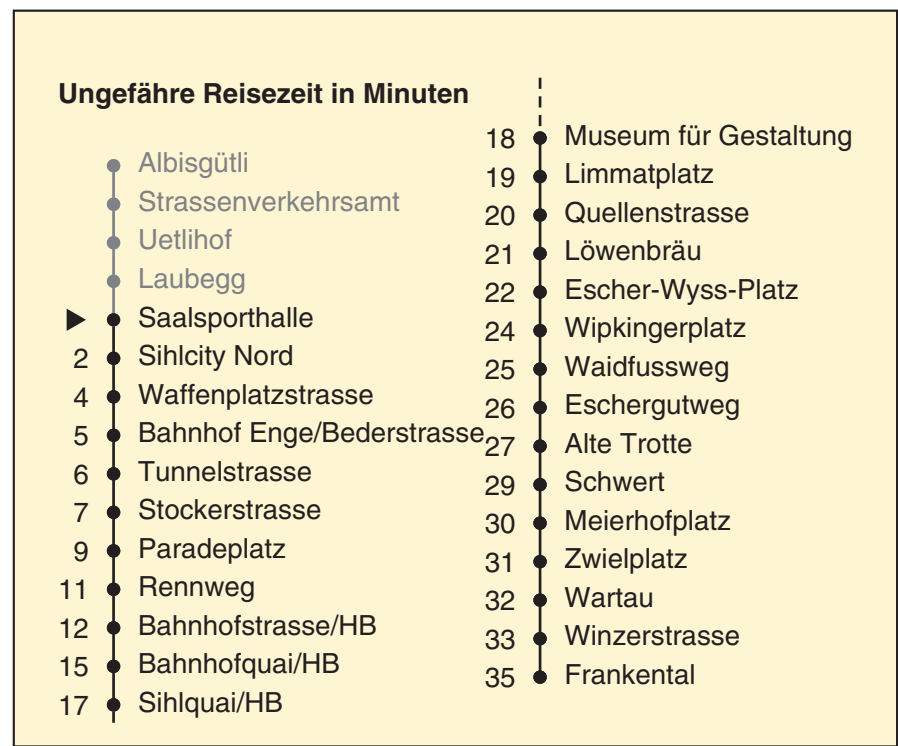 Ungefähre Reisezeit in Minuten
Albisgütli
Strassenverkehrsamt
Uetlihof
Laubegg
Saalsporthalle
2 Sihlcity Nord
4 Waffenplatzstrasse
5 Bahnhof Enge/Bederstrasse
6 Tunnelstrasse
7 Stockerstrasse
9 Paradeplatz
11 Rennweg
12 Bahnhofstrasse/HB
15 Bahnhofquai/HB
17 Sihlquai/HB
18 Museum für Gestaltung
19 Limmatplatz
20 Quellenstrasse
21 Löwenbräu
22 Escher-Wyss-Platz
24 Wipkingerplatz
25 Waidfussweg
26 Eschergutweg
27 Alte Trotte
29 Schwert
30 Meierhofplatz
31 Zwielplatz
32 Wartau
33 Winzerstrasse
35 Frankental